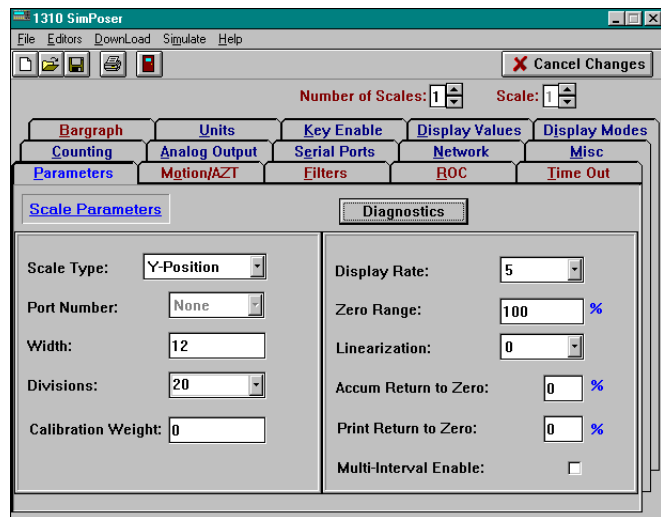 1310 SimPoser
File Editors DownLoad Simulate Help
Cancel Changes
Number of Scales: 1 Scale: 1
Bargraph Units Key Enable Display Values Display Modes
Counting Analog Output Serial Ports Network Misc
Parameters Motion/AZT Filters ROC Time Out
Scale Parameters Diagnostics
Scale Type: Y-Position
Port Number: None
Width: 12
Divisions: 20
Calibration Weight: 0
Display Rate: 5
Zero Range: 100 %
Linearization: 0
Accum Return to Zero: 0 %
Print Return to Zero: 0 %
Multi-Interval Enable: